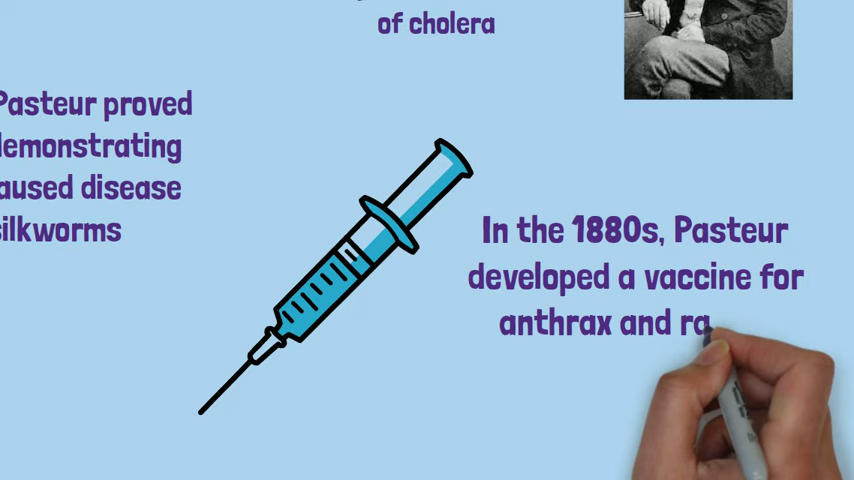 of cholera
Pasteur proved
demonstrating
aused disease
silkworms
In the 1880s, Pasteur
developed a vaccine for
anthrax and ra